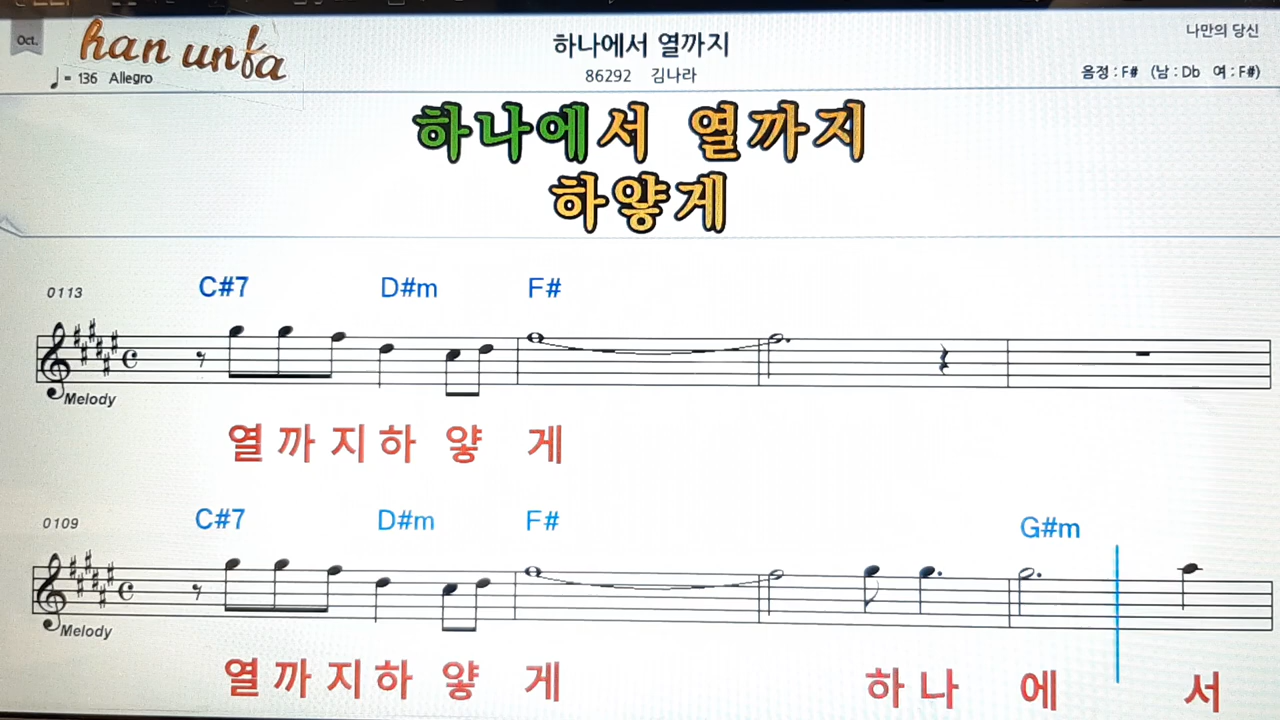 Oct.
han unfa
하나에서 열까지
나만의 당신
♩ = 136 Allegro
86292 김나라
음정 : F# (남 : Db 여 : F#)
하나에서 열까지
하얗게
0113
C#7 D#m F#
Melody
열 까 지 하 얗 게
0109
C#7 D#m F# G#m
Melody
열 까 지 하 얗 게 하 나 에 서